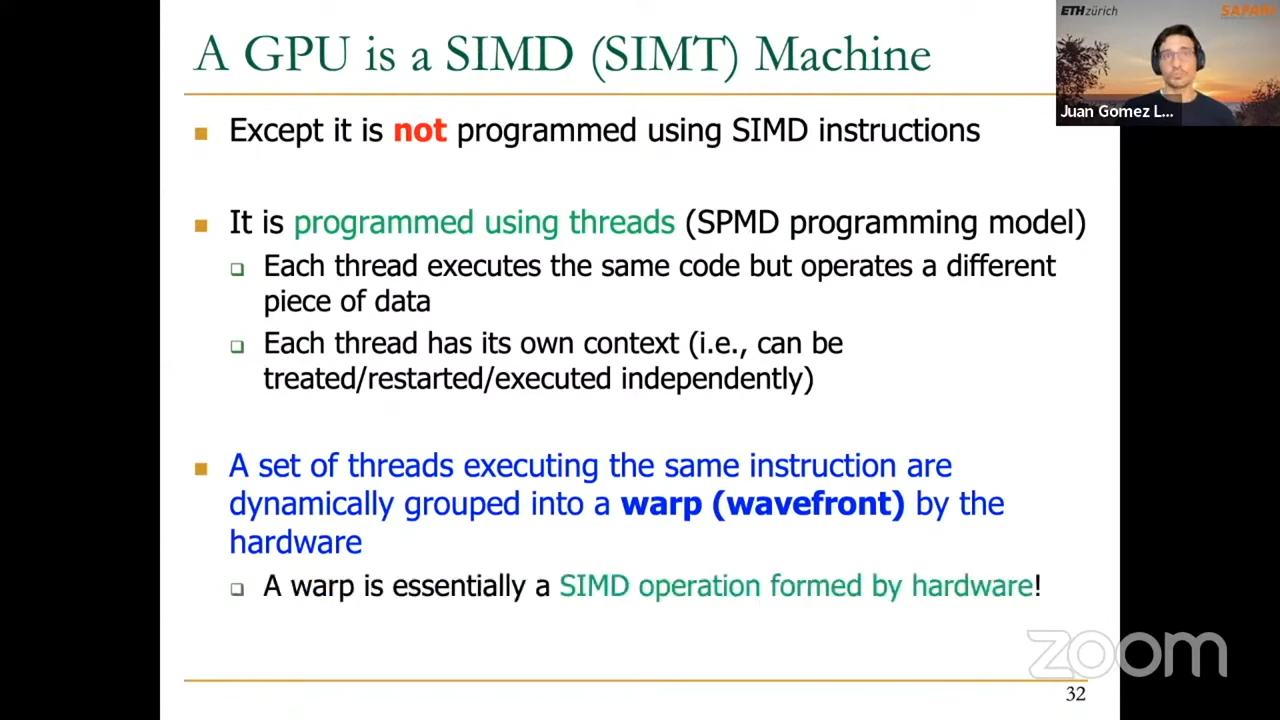 A GPU is a SIMD (SIMT) Machine
ETH zürich
SAFARI
Juan Gomez L...
Except it is not programmed using SIMD instructions
It is programmed using threads (SPMD programming model)
Each thread executes the same code but operates a different
piece of data
Each thread has its own context (i.e., can be
treated/restarted/executed independently)
A set of threads executing the same instruction are
dynamically grouped into a warp (wavefront) by the
hardware
A warp is essentially a SIMD operation formed by hardware!
zoom
32